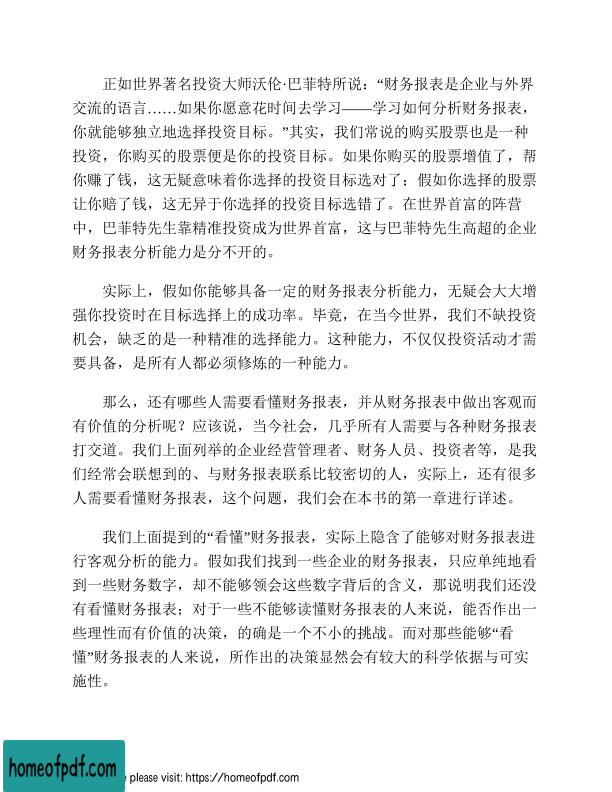 正如世界著名投资大师沃伦·巴菲特所说：“财务报表是企业与外界
交流的语言……如果你愿意花时间去学习——学习如何分析财务报表，
你就能够独立地选择投资目标。”其实，我们常说的购买股票也是一种
投资，你购买的股票便是你的投资目标。如果你购买的股票增值了，帮
你赚了钱，这无疑意味着你选择的投资目标选对了；假如你选择的股票
让你赔了钱，这无异于你选择的投资目标选错了。在世界首富的阵营
中，巴菲特先生靠精准投资成为世界首富，这与巴菲特先生高超的企业
财务报表分析能力是分不开的。
实际上，假如你能够具备一定的财务报表分析能力，无疑会大大增
强你投资时在目标选择上的成功率。毕竟，在当今世界，我们不缺投资
机会，缺乏的是一种精准的选择能力。这种能力，不仅仅投资活动才需
要具备，是所有人都必须修炼的一种能力。
那么，还有哪些人需要看懂财务报表，并从财务报表中做出客观而
有价值的分析呢？应该说，当今社会，几乎所有人需要与各种财务报表
打交道。我们上面列举的企业经营管理者、财务人员、投资者等，是我
们经常会联想到的、与财务报表联系比较密切的人，实际上，还有很多
人需要看懂财务报表，这个问题，我们会在本书的第一章进行详述。
我们上面提到的“看懂”财务报表，实际上隐含了能够对财务报表进
行客观分析的能力。假如我们找到一些企业的财务报表，只应单纯地看
到一些财务数字，却不能够领会这些数字背后的含义，那说明我们还没
有看懂财务报表；对于一些不能够读懂财务报表的人来说，能否作出一
些理性而有价值的决策，的确是一个不小的挑战。而对那些能够“看
懂”财务报表的人来说，所作出的决策显然会有较大的科学依据与可实
施性。
homeofpdf.com
e please visit: https://homeofpdf.com